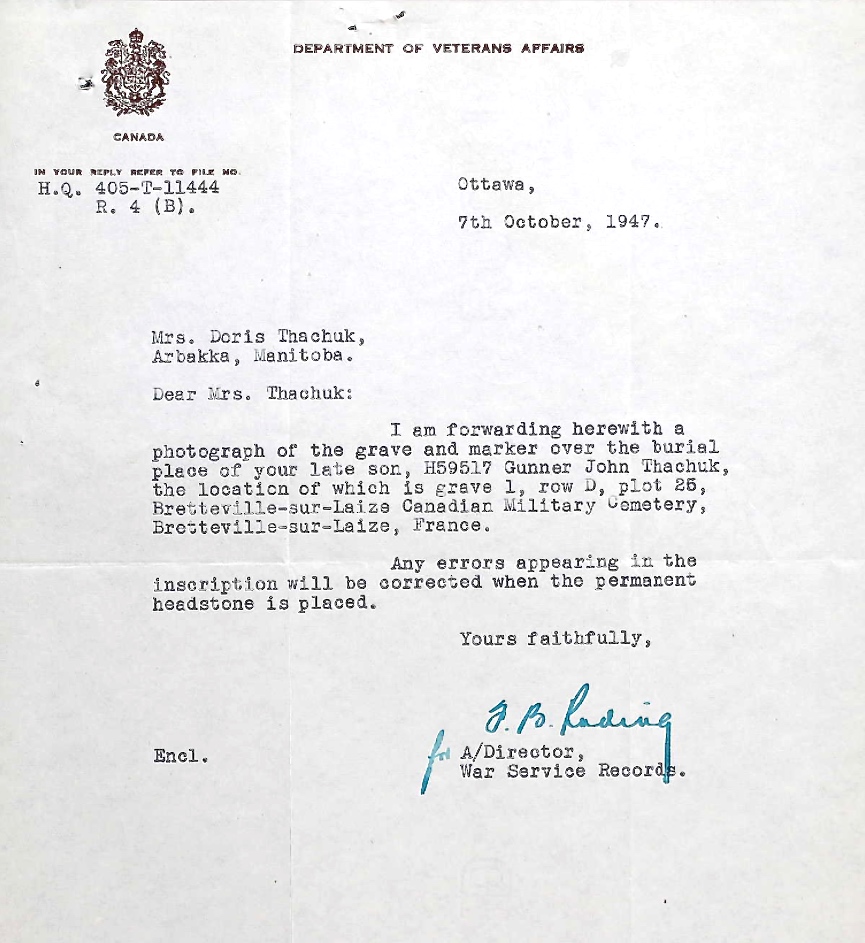 DEPARTMENT OF VETERANS AFFAIRS
CANADA
IN YOUR REPLY REFER TO FILE NO.
H.Q. 405-T-11444
R. 4 (B).
Ottawa,
7th October, 1947.
Mrs. Doris Thachuk,
Arbakka, Manitoba.
Dear Mrs. Thachuk:
I am forwarding herewith a
photograph of the grave and marker over the burial
place of your late son, H59517 Gunner John Thachuk,
the location of which is grave 1, row D, plot 25,
Bretteville-sur-Laize Canadian Military Cemetery,
Bretteville-sur-Laize, France.
Any errors appearing in the
inscription will be corrected when the permanent
headstone is placed.
Yours faithfully,
for A/Director,
War Service Records.
Encl.